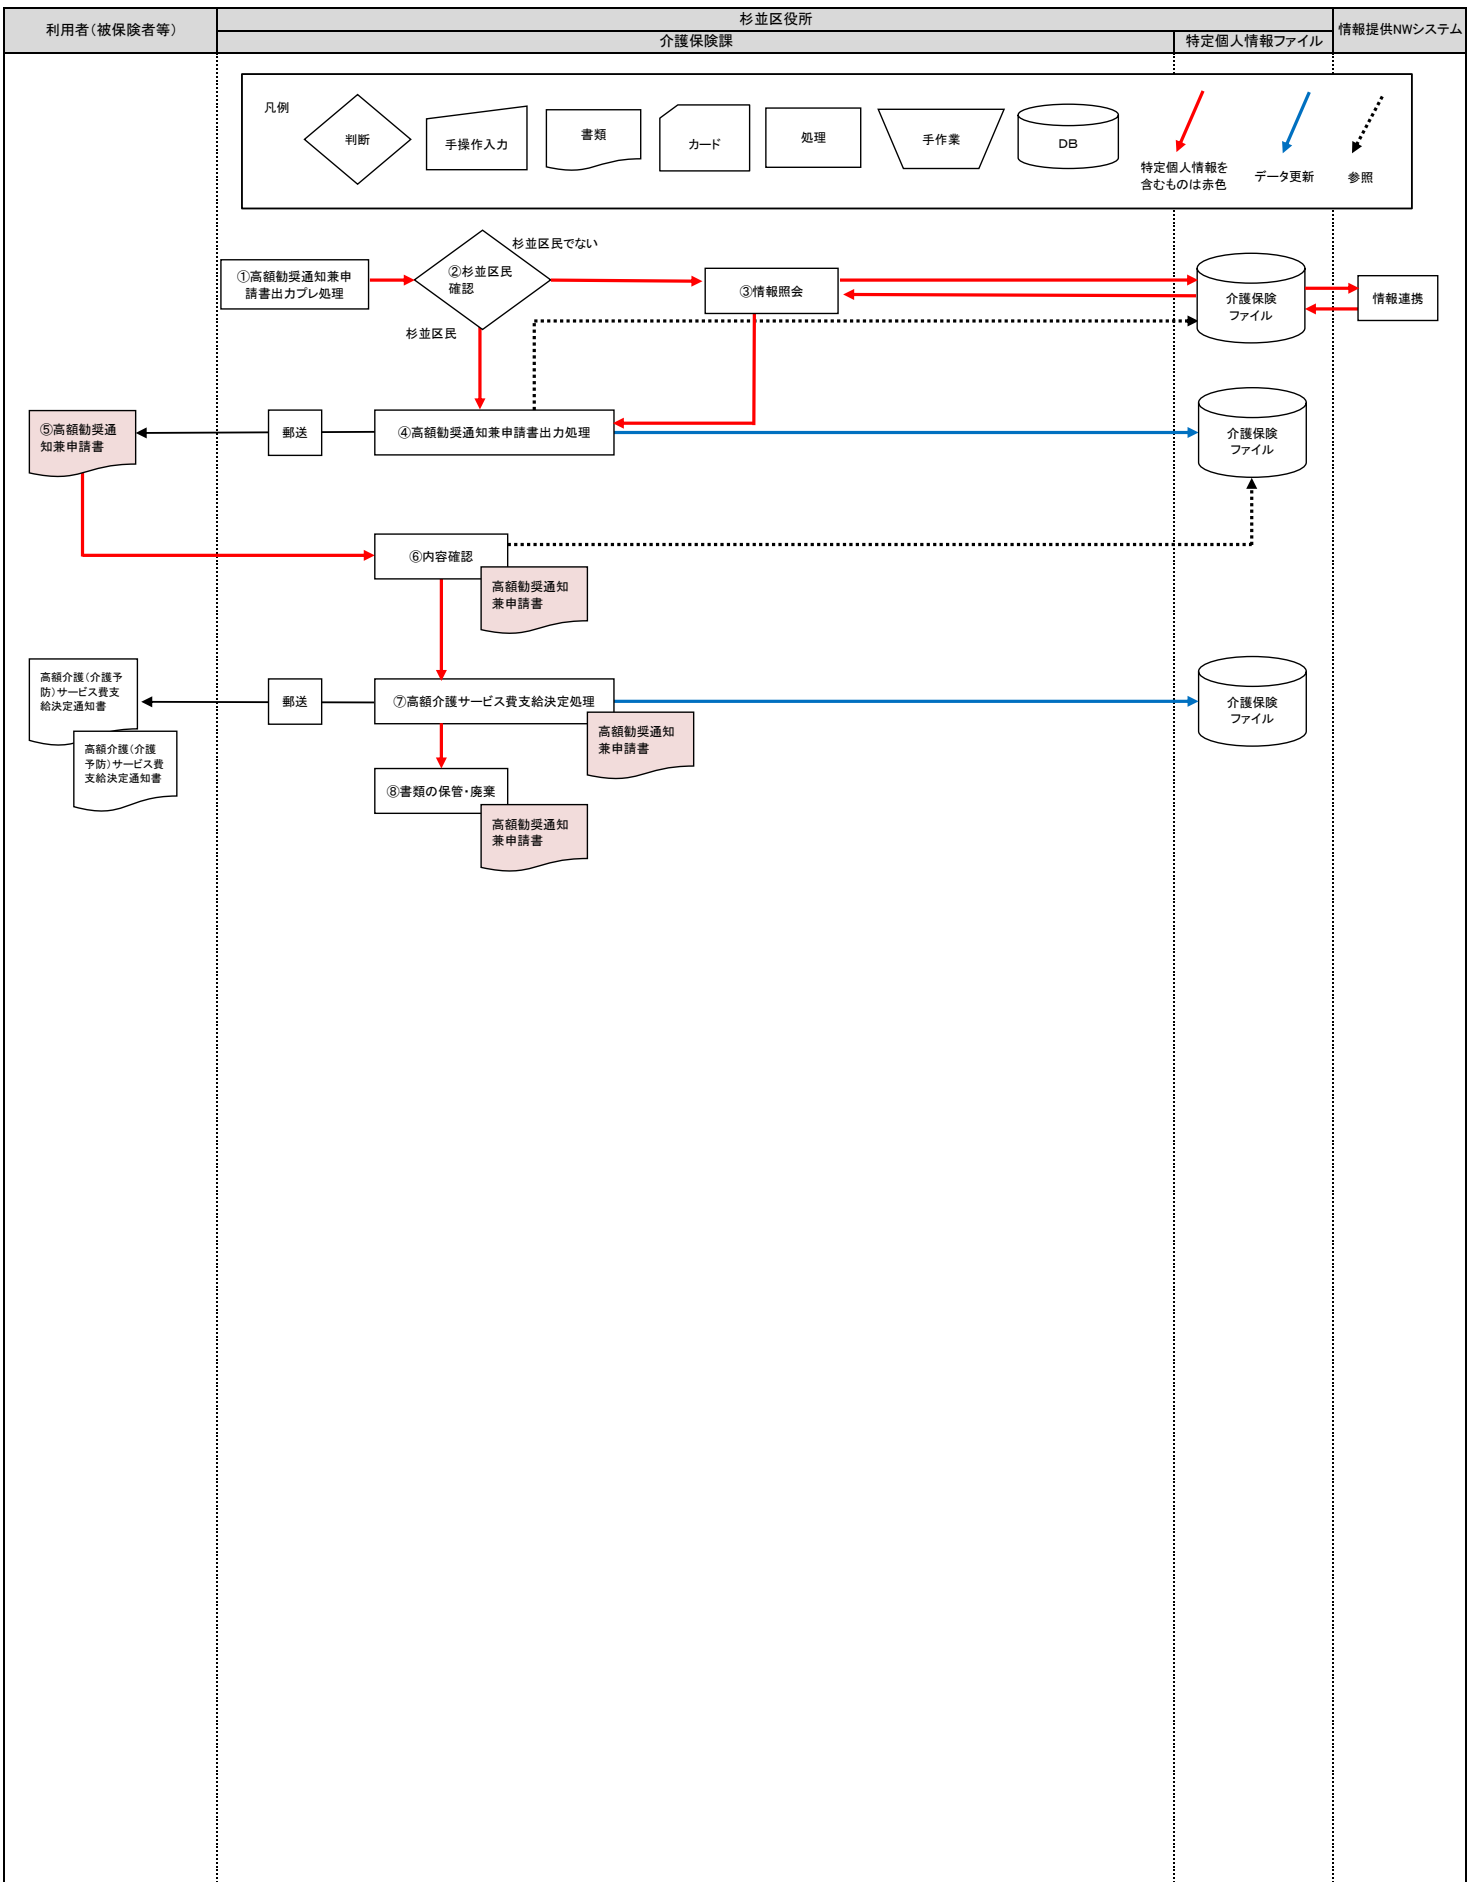 利用者（被保険者等）
杉並区役所
介護保険課
特定個人情報ファイル
情報提供NWシステム
凡例
判断
手操作入力
書類
カード
処理
手作業
ＤＢ
特定個人情報を
含むものは赤色
データ更新
参照
①高額勧奨通知兼申
請書出力プレ処理
②杉並区民
確認
杉並区民でない
杉並区民
③情報照会
介護保険
ファイル
情報連携
⑤高額勧奨通
知兼申請書
郵送
④高額勧奨通知兼申請書出力処理
介護保険
ファイル
⑥内容確認
高額勧奨通知
兼申請書
高額介護（介護予
防）サービス費支
給決定通知書
高額介護（介護
予防）サービス費
支給決定通知書
郵送
⑦高額介護サービス費支給決定処理
高額勧奨通知
兼申請書
介護保険
ファイル
⑧書類の保管・廃棄
高額勧奨通知
兼申請書